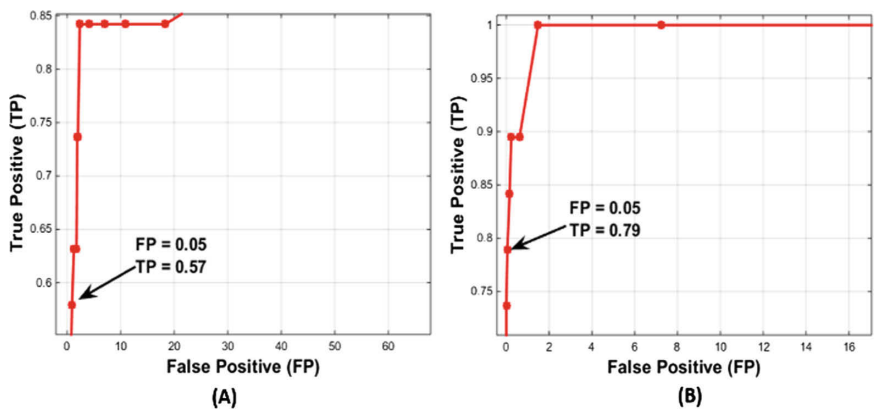 0.85
0.8
0.75
0.7
0.65
0.6
True Positive (TP)
FP = 0.05
TP = 0.57
0 10 20 30 40 50 60
False Positive (FP)
(A)
1
0.95
0.9
0.85
0.8
0.75
True Positive (TP)
FP = 0.05
TP = 0.79
0 2 4 6 8 10 12 14 16
False Positive (FP)
(B)